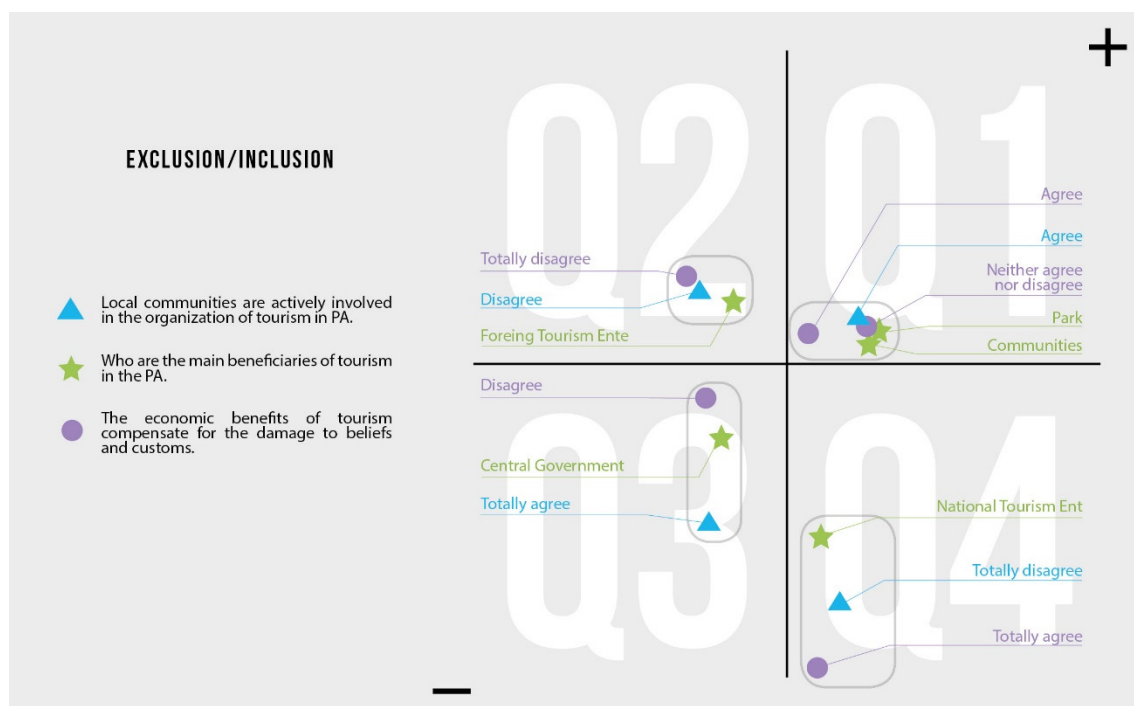 +
Q2
Q1
EXCLUSION/INCLUSION
Local communities are actively involved
in the organization of tourism in PA.
Who are the main beneficiaries of tourism
in the PA.
The economic benefits of tourism
compensate for the damage to beliefs
and customs.
Totally disagree
Disagree
Foreing Tourism Ente
Agree
Agree
Neither agree
nor disagree
Park
Communities
Q3
Q4
Disagree
Central Government
Totally agree
National Tourism Ent
Totally disagree
Totally agree
−